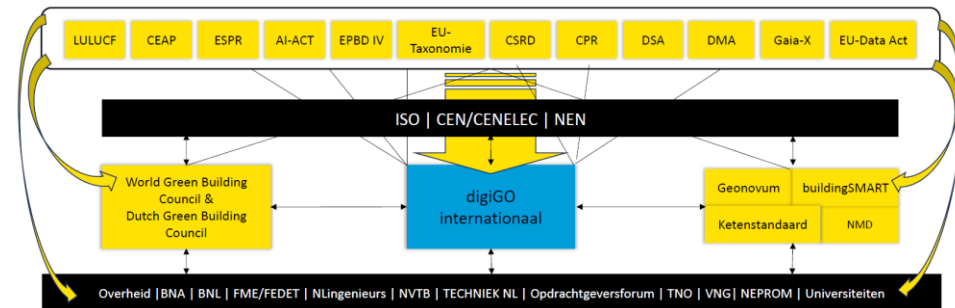 LULUCF
CEAP
ESPR
AI-ACT
EPBD IV
EU-
Taxonomie
CSRD
CPR
DSA
DMA
Gaia-X
EU-Data Act
ISO | CEN/CENELEC | NEN
World Green Building
Council &
Dutch Green Building
Council
digiGO
internationaal
Geonovum
buildingSMART
Ketenstandaard
NMD
Overheid |BNA | BNL | FME/FEDET | NLingenieurs | NVTB | TECHNIEK NL | Opdrachtgeversforum | TNO | VNG| NEPROM | Universiteiten